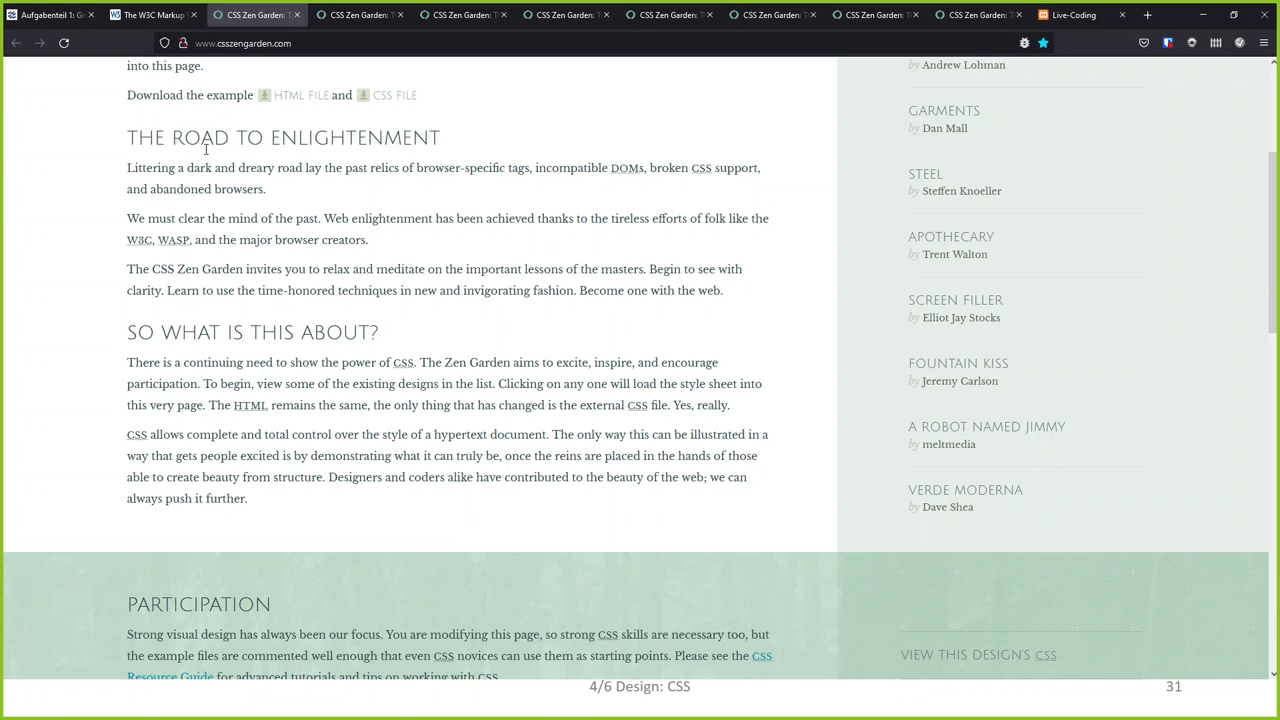 Aufgabenteil 1: Gr
The W3C Markup
CSS Zen Garden: T
CSS Zen Garden: T
CSS Zen Garden: T
CSS Zen Garden: T
CSS Zen Garden: T
CSS Zen Garden: T
CSS Zen Garden: T
CSS Zen Garden: T
Live-Coding
www.csszengarden.com
into this page.
Download the example HTML FILE and CSS FILE
THE ROAD TO ENLIGHTENMENT
Littering a dark and dreary road lay the past relics of browser-specific tags, incompatible DOMs, broken CSS support,
and abandoned browsers.
We must clear the mind of the past. Web enlightenment has been achieved thanks to the tireless efforts of folk like the
W3C, WASP, and the major browser creators.
The CSS Zen Garden invites you to relax and meditate on the important lessons of the masters. Begin to see with
clarity. Learn to use the time-honored techniques in new and invigorating fashion. Become one with the web.
SO WHAT IS THIS ABOUT?
There is a continuing need to show the power of CSS. The Zen Garden aims to excite, inspire, and encourage
participation. To begin, view some of the existing designs in the list. Clicking on any one will load the style sheet into
this very page. The HTML remains the same, the only thing that has changed is the external CSS file. Yes, really.
CSS allows complete and total control over the style of a hypertext document. The only way this can be illustrated in a
way that gets people excited is by demonstrating what it can truly be, once the reins are placed in the hands of those
able to create beauty from structure. Designers and coders alike have contributed to the beauty of the web; we can
always push it further.
PARTICIPATION
Strong visual design has always been our focus. You are modifying this page, so strong CSS skills are necessary too, but
the example files are commented well enough that even CSS novices can use them as starting points. Please see the CSS
Resource Guide for advanced tutorials and tips on working with CSS.
by Andrew Lohman
GARMENTS
by Dan Mall
STEEL
by Steffen Knoeller
APOTHECARY
by Trent Walton
SCREEN FILLER
by Elliot Jay Stocks
FOUNTAIN KISS
by Jeremy Carlson
A ROBOT NAMED JIMMY
by meltmedia
VERDE MODERNA
by Dave Shea
VIEW THIS DESIGN'S CSS
4/6 Design: CSS
31